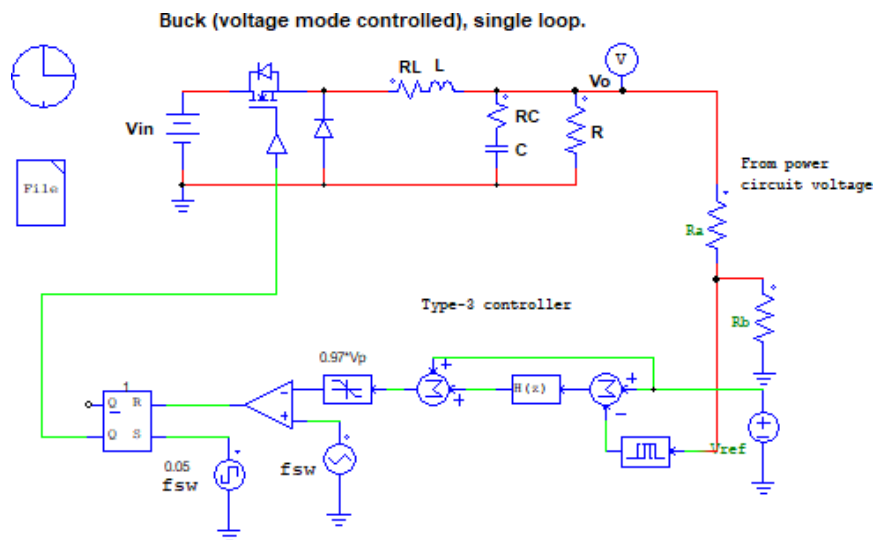 Buck (voltage mode controlled), single loop.
RL L
V
Vo
Vin
RC
R
C
File
From power
circuit voltage
Ra
Type-3 controller
Rb
0.97*Vp
1
Q R
Q S
H(z)
Vref
0.05
fsw
fsw